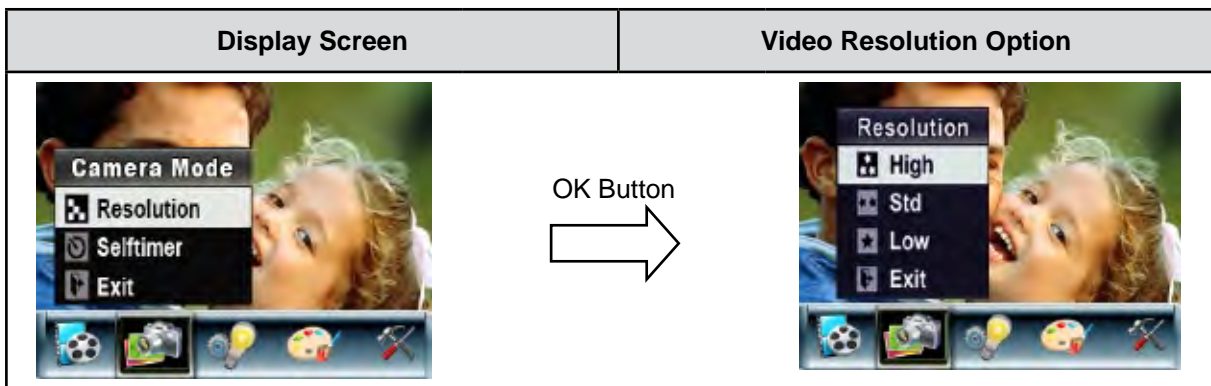 Display Screen
Video Resolution Option
Camera Mode
Resolution
Selftimer
Exit
OK Button
Resolution
High
Std
Low
Exit